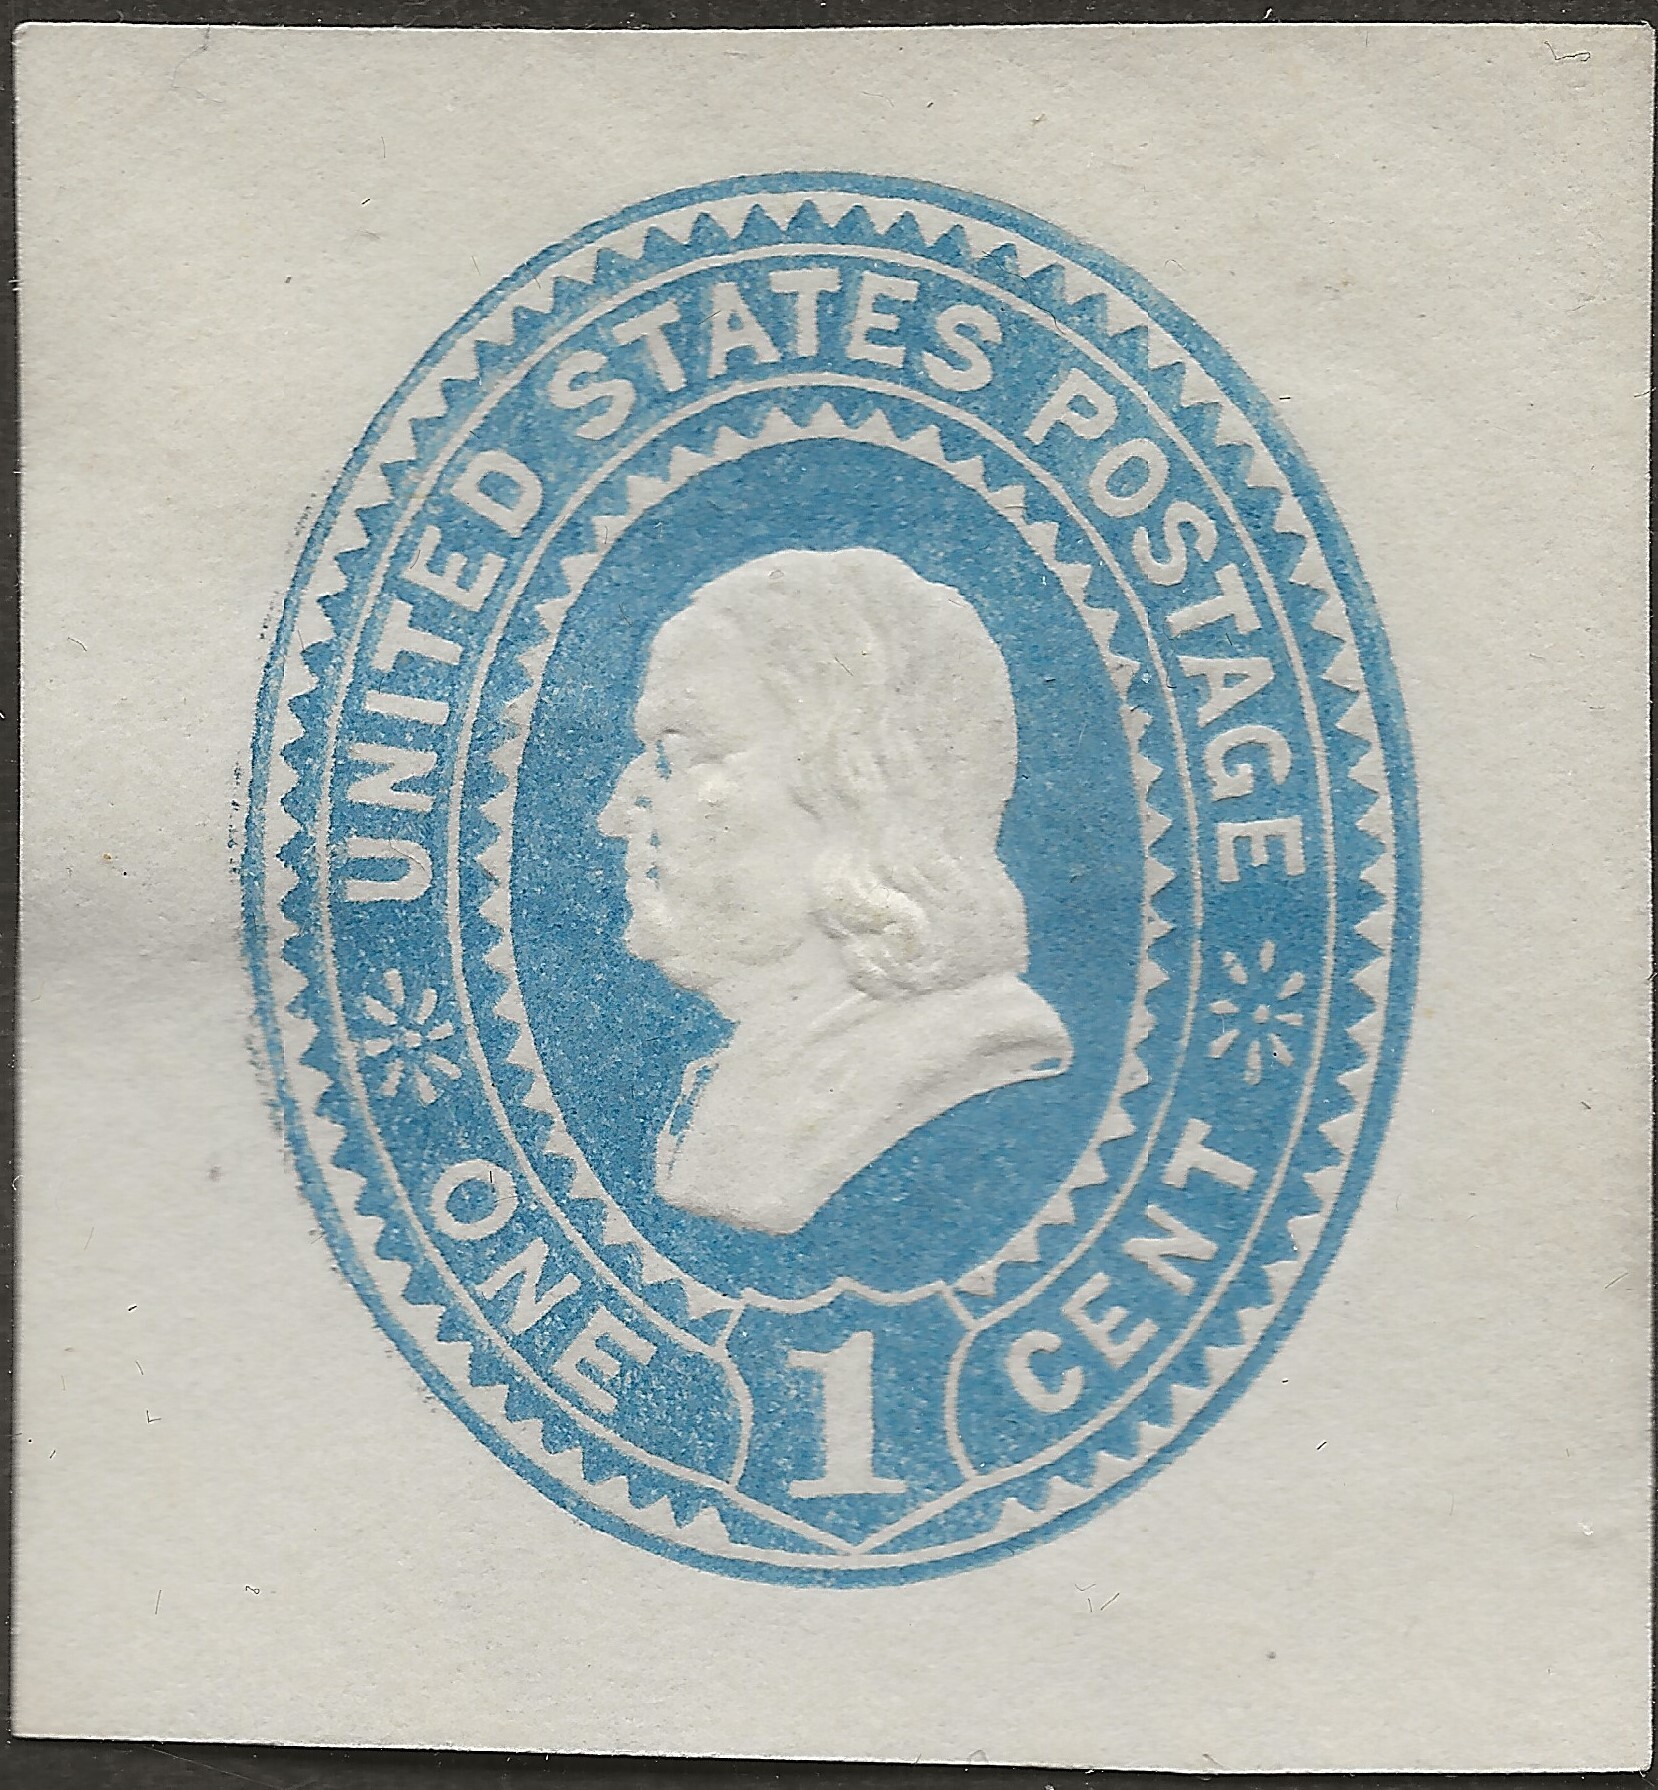 UNITED STATES POSTAGE
ONE 1 CENT